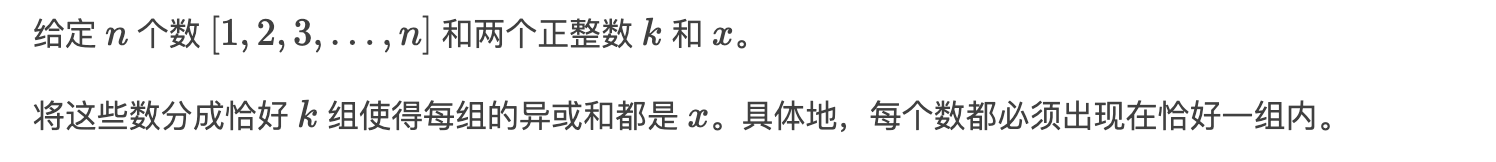 给定 n 个数 [1, 2, 3, . . . , n] 和两个正整数 k 和 x。
将这些数分成恰好 k 组使得每组的异或和都是 x。具体地，每个数都必须出现在恰好一组内。